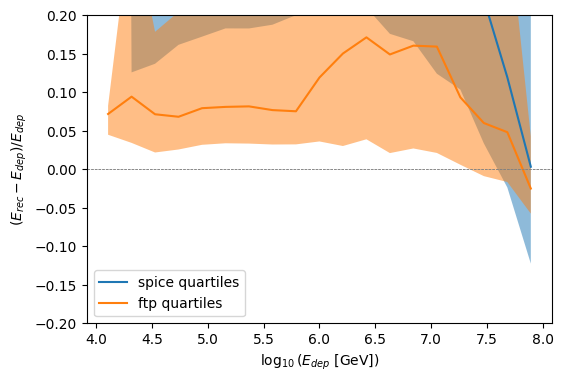 0.20
0.15
0.10
0.05
0.00
−0.05
−0.10
−0.15
−0.20
(E_rec − E_dep)/E_dep
spice quartiles
ftp quartiles
4.0 4.5 5.0 5.5 6.0 6.5 7.0 7.5 8.0
log₁₀(E_dep [GeV])